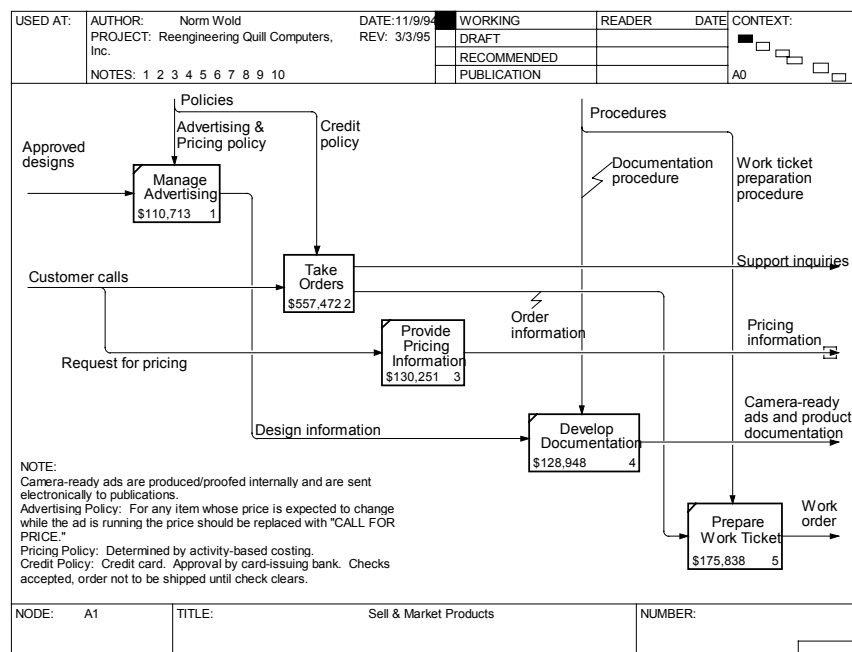 USED AT:
AUTHOR: Norm Wold
DATE:11/9/94
PROJECT: Reengineering Quill Computers, Inc.
REV: 3/3/95
NOTES: 1 2 3 4 5 6 7 8 9 10
WORKING
DRAFT
RECOMMENDED
PUBLICATION
READER DATE
CONTEXT:
A0
Policies
Advertising &
Pricing policy
Credit
policy
Procedures
Documentation
procedure
Work ticket
preparation
procedure
Approved
designs
Manage
Advertising
$110,713 1
Customer calls
Take
Orders
$557,472 2
Support inquiries
Order
information
Request for pricing
Provide
Pricing
Information
$130,251 3
Pricing
information
Design information
Develop
Documentation
$128,948 4
Camera-ready
ads and product
documentation
Prepare
Work Ticket
$175,838 5
Work
order
NOTE:
Camera-ready ads are produced/proofed internally and are sent
electronically to publications.
Advertising Policy: For any item whose price is expected to change
while the ad is running the price should be replaced with "CALL FOR
PRICE."
Pricing Policy: Determined by activity-based costing.
Credit Policy: Credit card. Approval by card-issuing bank. Checks
accepted, order not to be shipped until check clears.
NODE: A1
TITLE: Sell & Market Products
NUMBER: